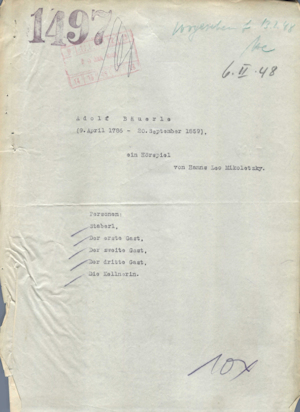 1497
6. II. 48
Adolf Bäuerle
(9.April 1786 - 20.September 1859),
ein Hörspiel
von Hanns Leo Mikoletzky.
Personen:
Staberl,
Der erste Gast,
Der zweite Gast,
Der dritte Gast,
Die Kellnerin.
10x